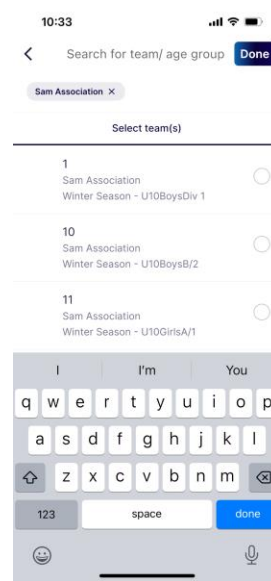 10:33
Search for team/ age group Done
Sam Association ×
Select team(s)
1
Sam Association
Winter Season - U10BoysDiv 1
10
Sam Association
Winter Season - U10BoysB/2
11
Sam Association
Winter Season - U10GirlsA/1
I I'm You
q w e r t y u i o p
a s d f g h j k l
z x c v b n m
123 space done